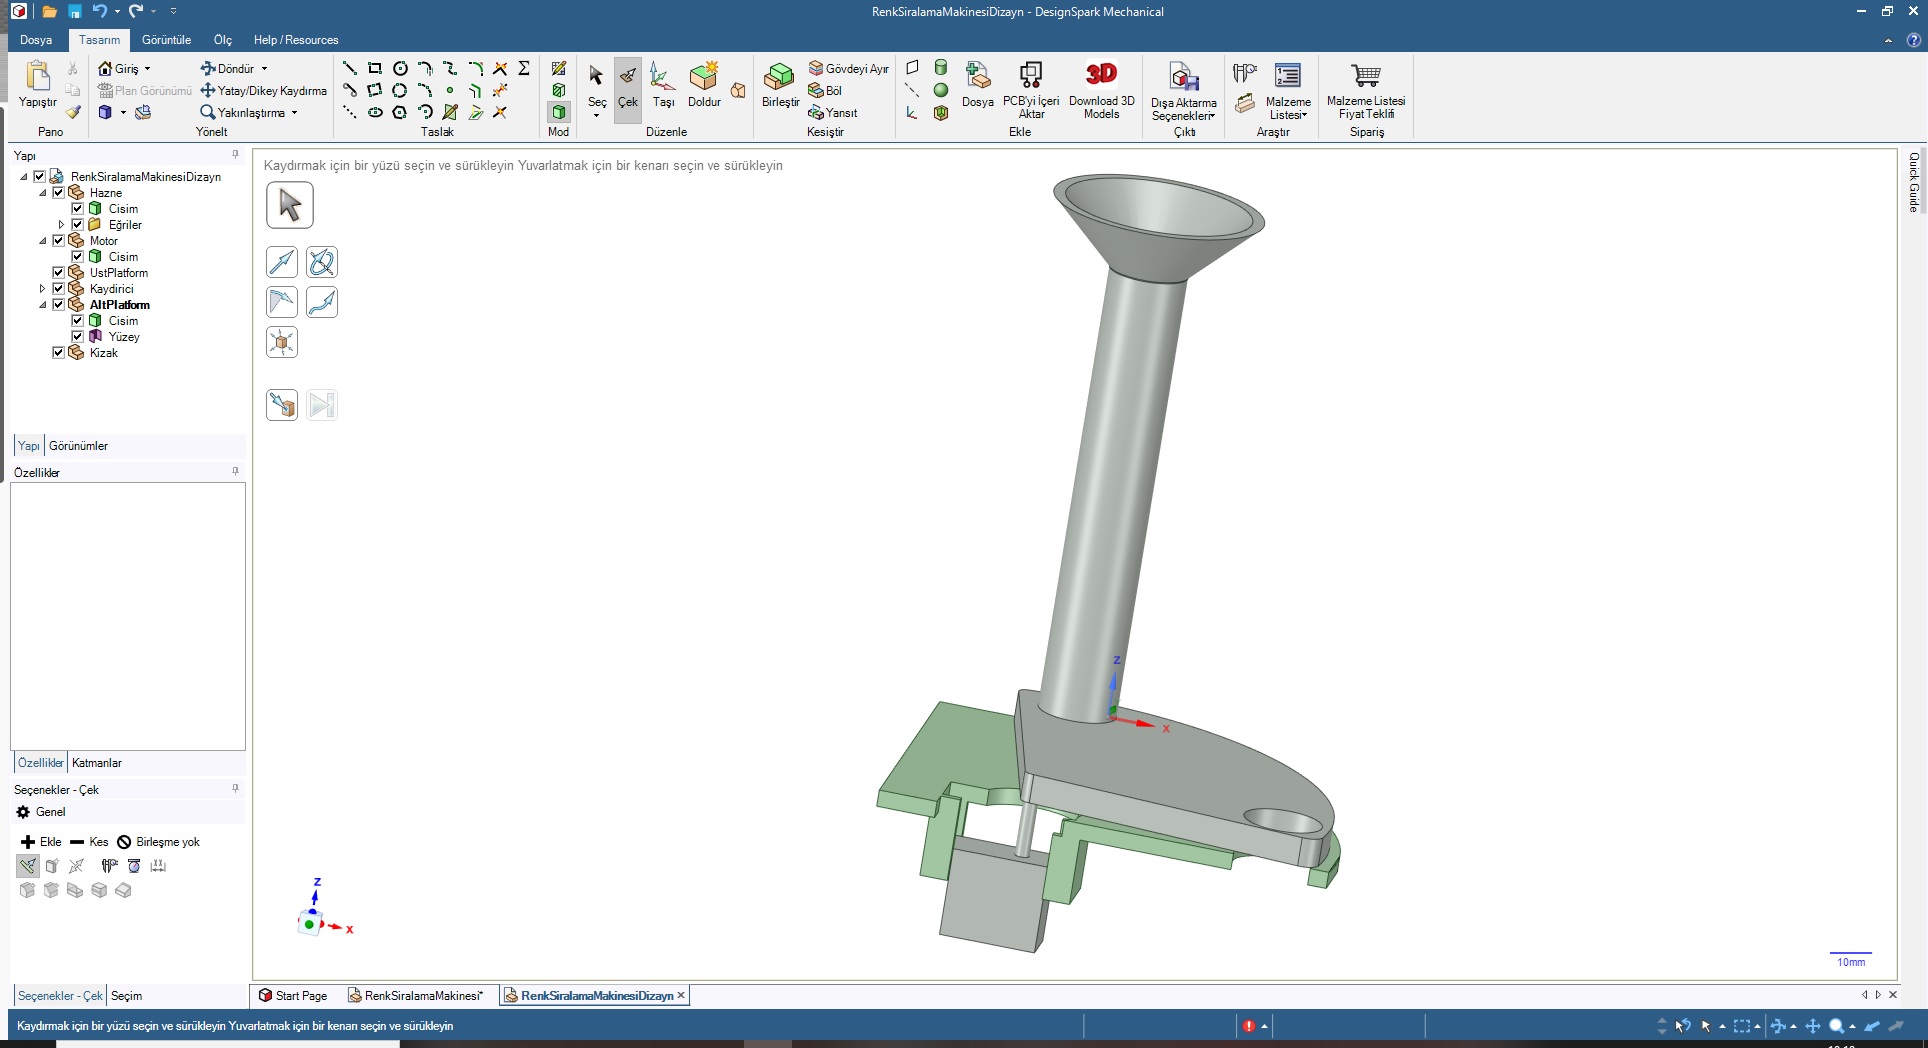 RenkSiralamaMakinesiDizayn - DesignSpark Mechanical
Dosya
Tasarım
Görüntüle
Ölç
Help / Resources
Yapıştır
Pano
Giriş
Plan Görünümü
Döndür
Yatay/Dikey Kaydırma
Yakınlaştırma
Yönelt
Taslak
Mod
Seç
Çek
Taşı
Doldur
Düzenle
Birleştir
Gövdeyi Ayır
Böl
Yansıt
Kesiştir
Dosya
PCB'yi İçeri Aktar
3D
Download 3D Models
Ekle
Dışa Aktarma Seçenekleri
Çıktı
Malzeme Listesi
Araştır
Malzeme Listesi Fiyat Teklifi
Sipariş
Yapı
RenkSiralamaMakinesiDizayn
Hazne
Cisim
Eğriler
Motor
Cisim
UstPlatform
Kaydirici
AltPlatform
Cisim
Yüzey
Kizak
Yapı
Görünümler
Özellikler
Özellikler
Katmanlar
Seçenekler - Çek
Genel
Ekle
Kes
Birleşme yok
Seçenekler - Çek
Seçim
Kaydırmak için bir yüzü seçin ve sürükleyin Yuvarlatmak için bir kenarı seçin ve sürükleyin
Z
X
Z
X
10mm
Quick Guide
Start Page
RenkSiralamaMakinesi*
RenkSiralamaMakinesiDizayn
Kaydırmak için bir yüzü seçin ve sürükleyin Yuvarlatmak için bir kenarı seçin ve sürükleyin